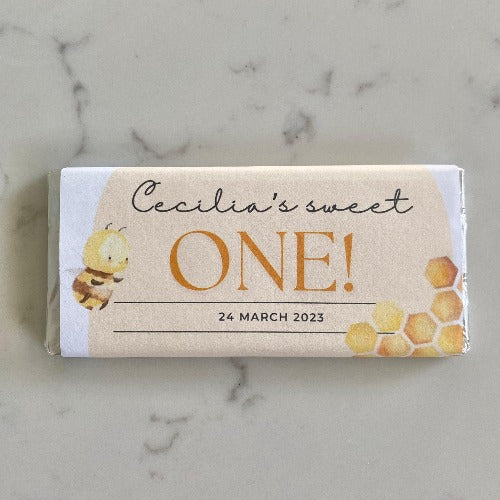 Cecilia's sweet
ONE!
24 MARCH 2023